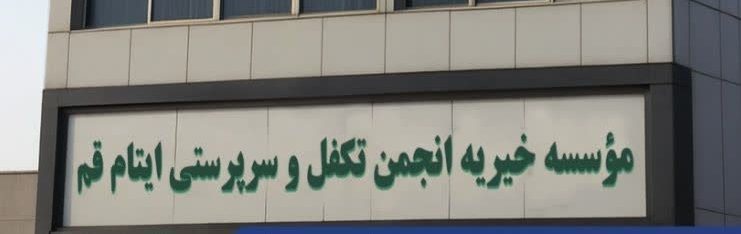 مؤسسه خیریه انجمن تکفل و سرپرستی ایتام قم